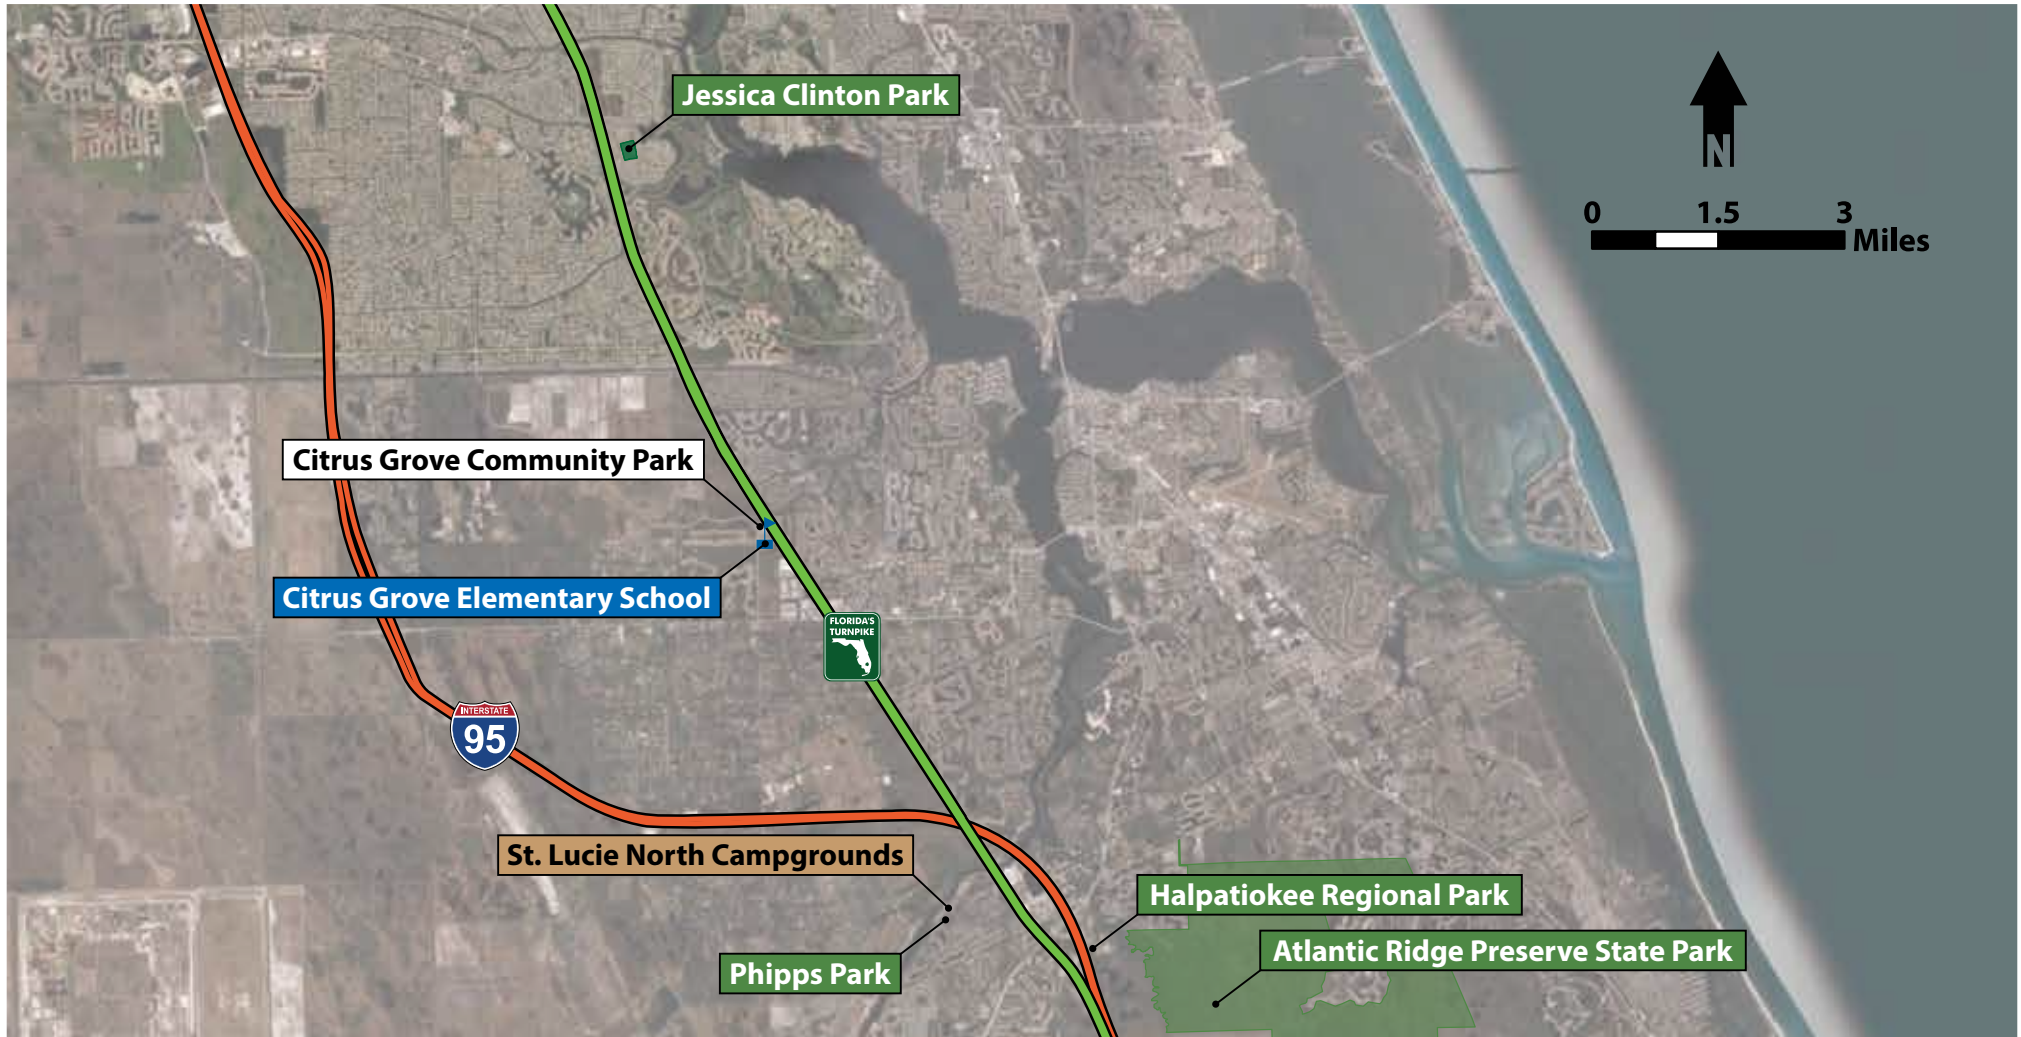 Jessica Clinton Park
N
0 1.5 3
Miles
Citrus Grove Community Park
Citrus Grove Elementary School
FLORIDA'S
TURNPIKE
INTERSTATE
95
St. Lucie North Campgrounds
Halpatiokee Regional Park
Atlantic Ridge Preserve State Park
Phipps Park